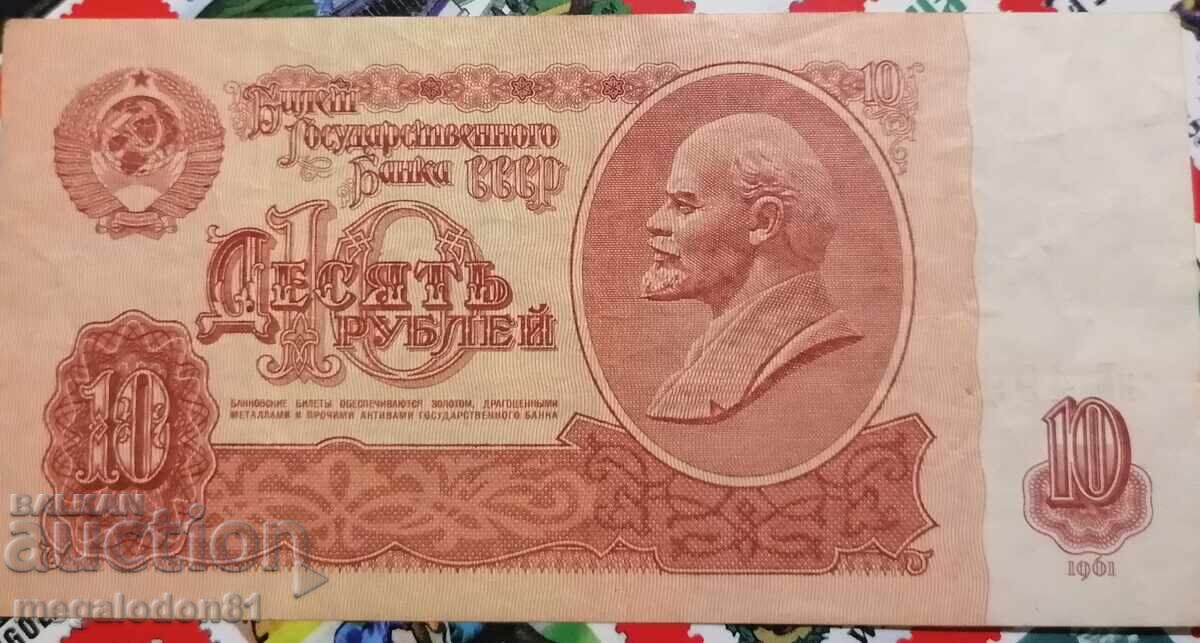 Билет
Государственного
Банка СССР
10
10
Десять
рублей
БАНКОВСКИЕ БИЛЕТЫ ОБЕСПЕЧИВАЮТСЯ ЗОЛОТОМ, ДРАГОЦЕННЫМИ
МЕТАЛЛАМИ И ПРОЧИМИ АКТИВАМИ ГОСУДАРСТВЕННОГО БАНКА
10
10
1961
BALKAN
auction
megalodon81